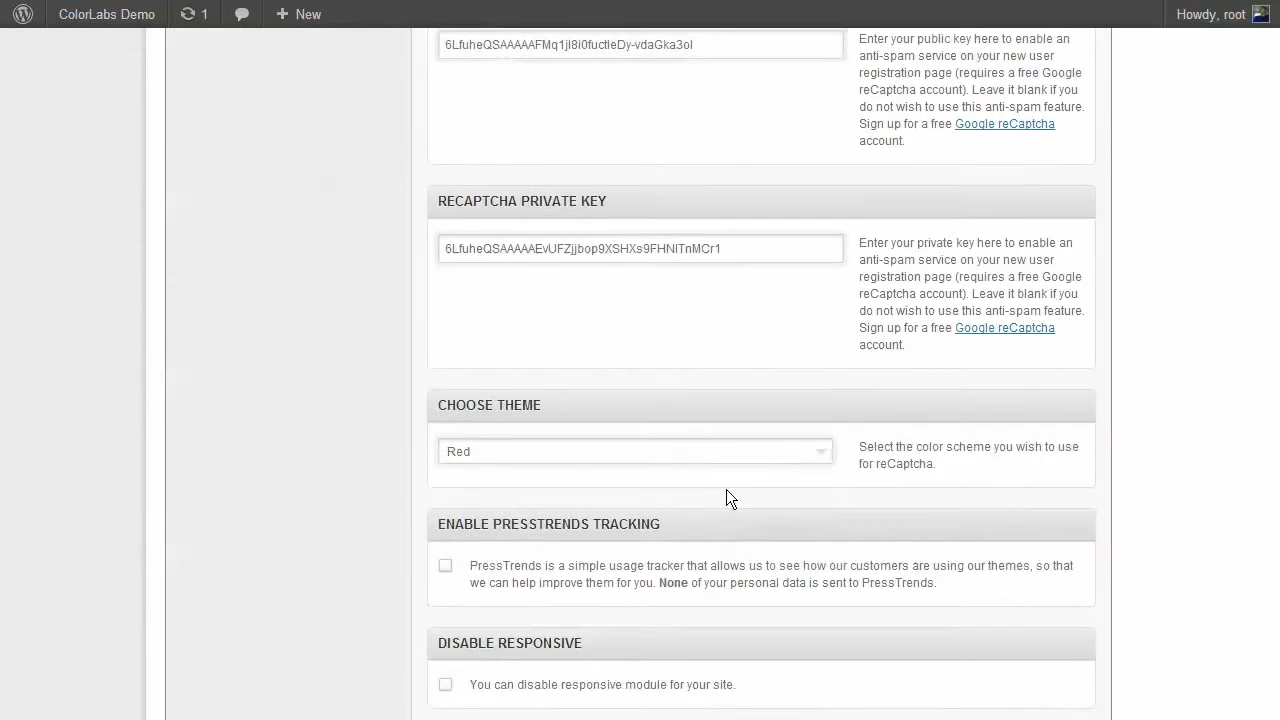 ColorLabs Demo 1 New Howdy, root
6LfuheQSAAAAAFMq1jl8i0fuctleDy-vdaGka3ol
Enter your public key here to enable an
anti-spam service on your new user
registration page (requires a free Google
reCaptcha account). Leave it blank if you
do not wish to use this anti-spam feature.
Sign up for a free Google reCaptcha
account.
RECAPTCHA PRIVATE KEY
6LfuheQSAAAAAEvUFZjjbop9XSHXs9FHNITnMCr1
Enter your private key here to enable an
anti-spam service on your new user
registration page (requires a free Google
reCaptcha account). Leave it blank if you
do not wish to use this anti-spam feature.
Sign up for a free Google reCaptcha
account.
CHOOSE THEME
Red
Select the color scheme you wish to use
for reCaptcha.
ENABLE PRESSTRENDS TRACKING
PressTrends is a simple usage tracker that allows us to see how our customers are using our themes, so that
we can help improve them for you. None of your personal data is sent to PressTrends.
DISABLE RESPONSIVE
You can disable responsive module for your site.